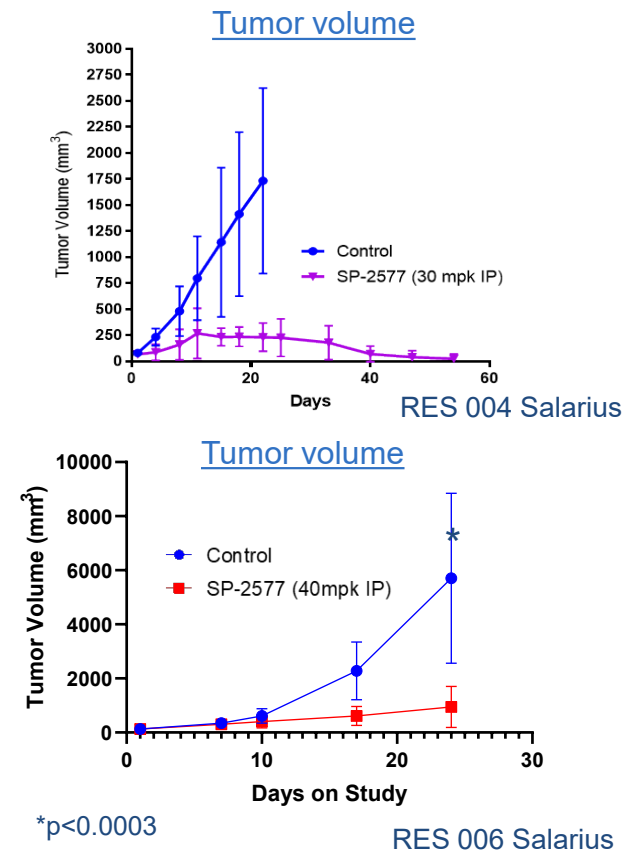 Tumor volume
3000
2750
2500
2250
2000
1750
1500
1250
1000
750
500
250
0
Tumor Volume (mm³)
Control
SP-2577 (30 mpk IP)
0 20 40 60
Days
RES 004 Salarius
Tumor volume
10000
8000
6000
4000
2000
0
Tumor Volume (mm³)
*
Control
SP-2577 (40mpk IP)
0 10 20 30
Days on Study
*p<0.0003
RES 006 Salarius